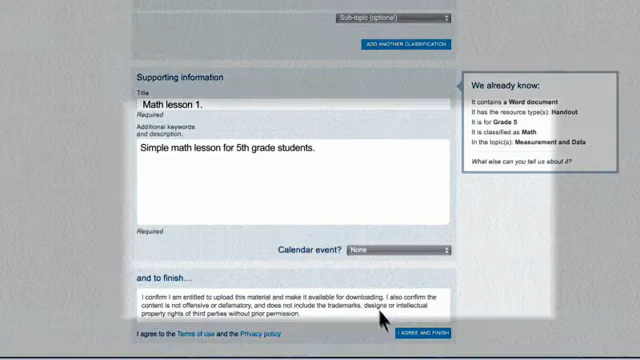 Sub-topic (optional)
ADD ANOTHER CLASSIFICATION
Supporting information
Title
Math lesson 1.
Required
Additional keywords
and description.
Simple math lesson for 5th grade students.
Required
Calendar event?
None
and to finish...
I confirm I am entitled to upload this material and make it available for downloading. I also confirm the
content is not offensive or defamatory, and does not include the trademarks, designs or intellectual
property rights of third parties without prior permission.
I agree to the Terms of use and the Privacy policy
I AGREE AND FINISH
We already know:
It contains a Word document
It has the resource type(s): Handout
It is for Grade 5
It is classified as Math
In the topic(s): Measurement and Data
What else can you tell us about it?